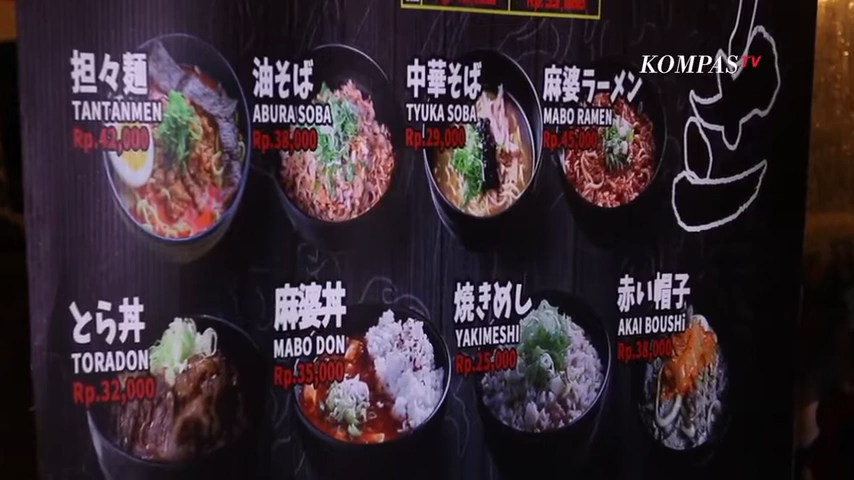 KOMPAS TV
担々麺
TANTANMEN
Rp.42,000
油そば
ABURA SOBA
Rp.38,000
中華そば
TYUKA SOBA
Rp.29,000
麻婆ラーメン
MABO RAMEN
Rp.45,000
とら丼
TORADON
Rp.32,000
麻婆丼
MABO DON
Rp.35,000
焼きめし
YAKIMESHI
Rp.25,000
赤い帽子
AKAI BOUSHi
Rp.38,000